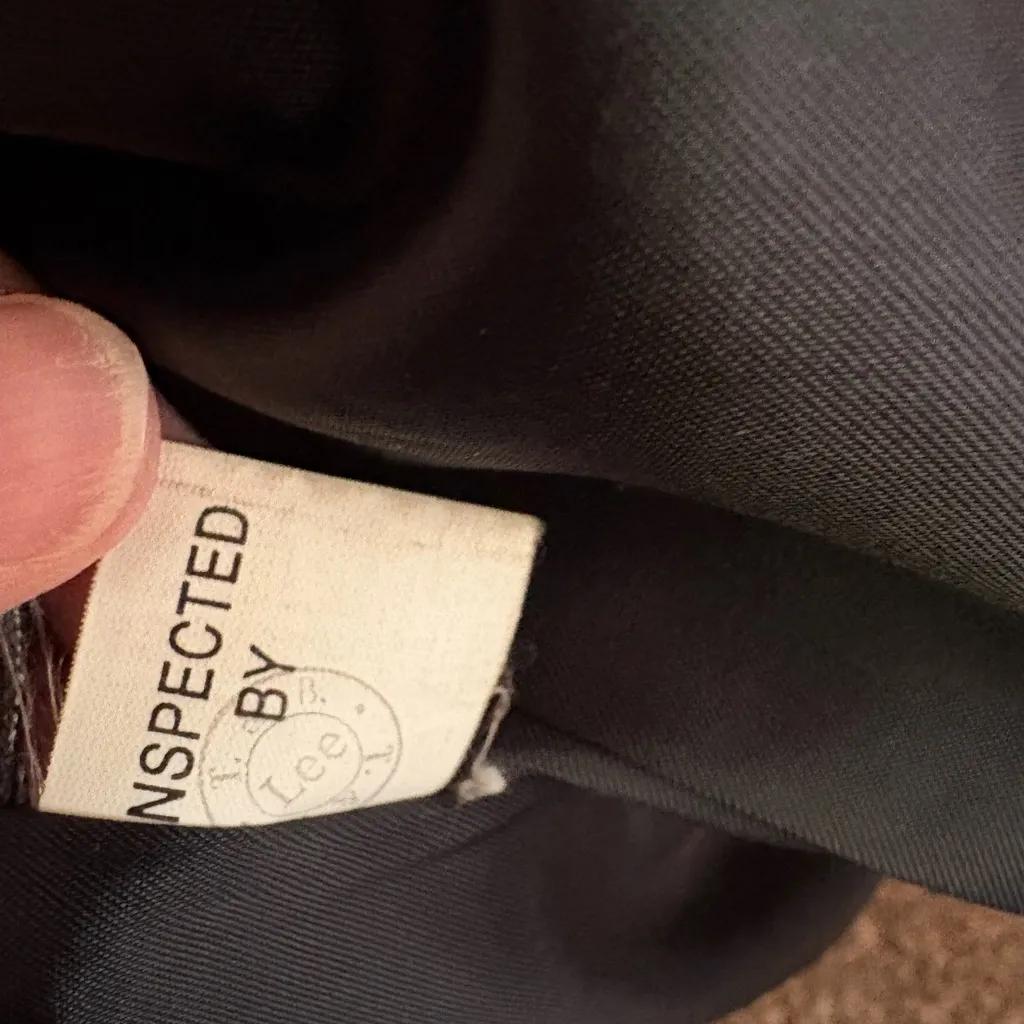 NSPECTED
BY
T. & B.
Lee